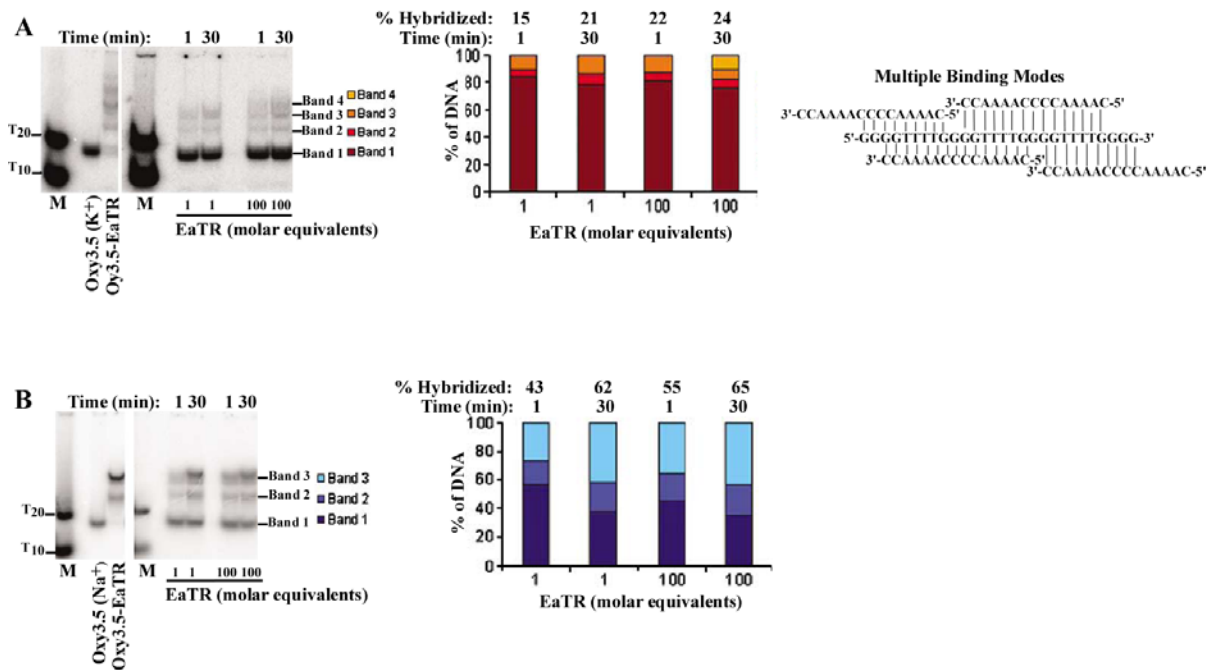 A
Time (min): 1 30 1 30
Band 4
Band 3
Band 2
Band 1
T20
T10
M
Oxy3.5 (K+)
Oy3.5-EaTR
M
1 1 100 100
EaTR (molar equivalents)
Band 4
Band 3
Band 2
Band 1
% Hybridized: 15 21 22 24
Time (min): 1 30 1 30
% of DNA
100
80
60
40
20
0
1 1 100 100
EaTR (molar equivalents)
Multiple Binding Modes
3'-CCAAAACCCCAAAAC-5'
3'-CCAAAACCCCAAAAC-5'
5'-GGGGTTTTGGGGTTTTGGGGTTTTGGGG-3'
3'-CCAAAACCCCAAAAC-5'
3'-CCAAAACCCCAAAAC-5'
B
Time (min): 1 30 1 30
Band 3
Band 2
Band 1
T20
T10
M
Oxy3.5 (Na+)
Oxy3.5-EaTR
M
1 1 100 100
EaTR (molar equivalents)
Band 3
Band 2
Band 1
% Hybridized: 43 62 55 65
Time (min): 1 30 1 30
% of DNA
100
80
60
40
20
0
1 1 100 100
EaTR (molar equivalents)